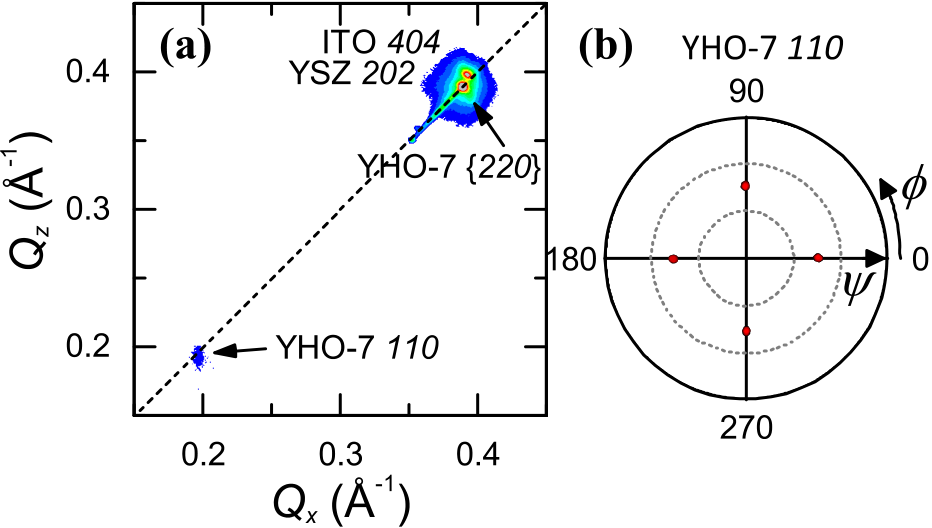 (a)
ITO 404
YSZ 202
YHO-7 {220}
YHO-7 110
0.4
0.3
0.2
Qz (Å-1)
0.2 0.3 0.4
Qx (Å-1)
(b)
YHO-7 110
90
ϕ
180
ψ
0
270